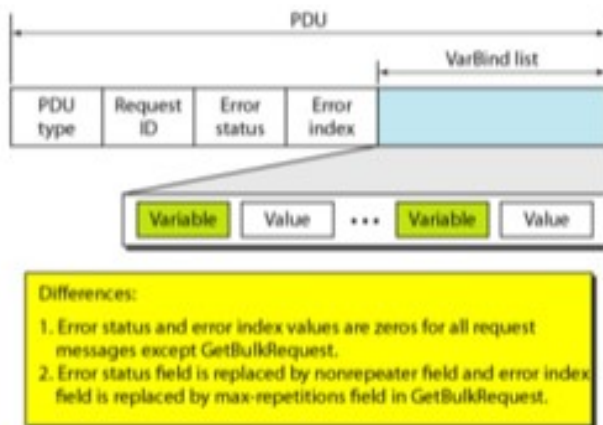 PDU
VarBind list
PDU type
Request ID
Error status
Error index
Variable Value ••• Variable Value
Differences:
1. Error status and error index values are zeros for all request
messages except GetBulkRequest.
2. Error status field is replaced by nonrepeater field and error index
field is replaced by max-repetitions field in GetBulkRequest.